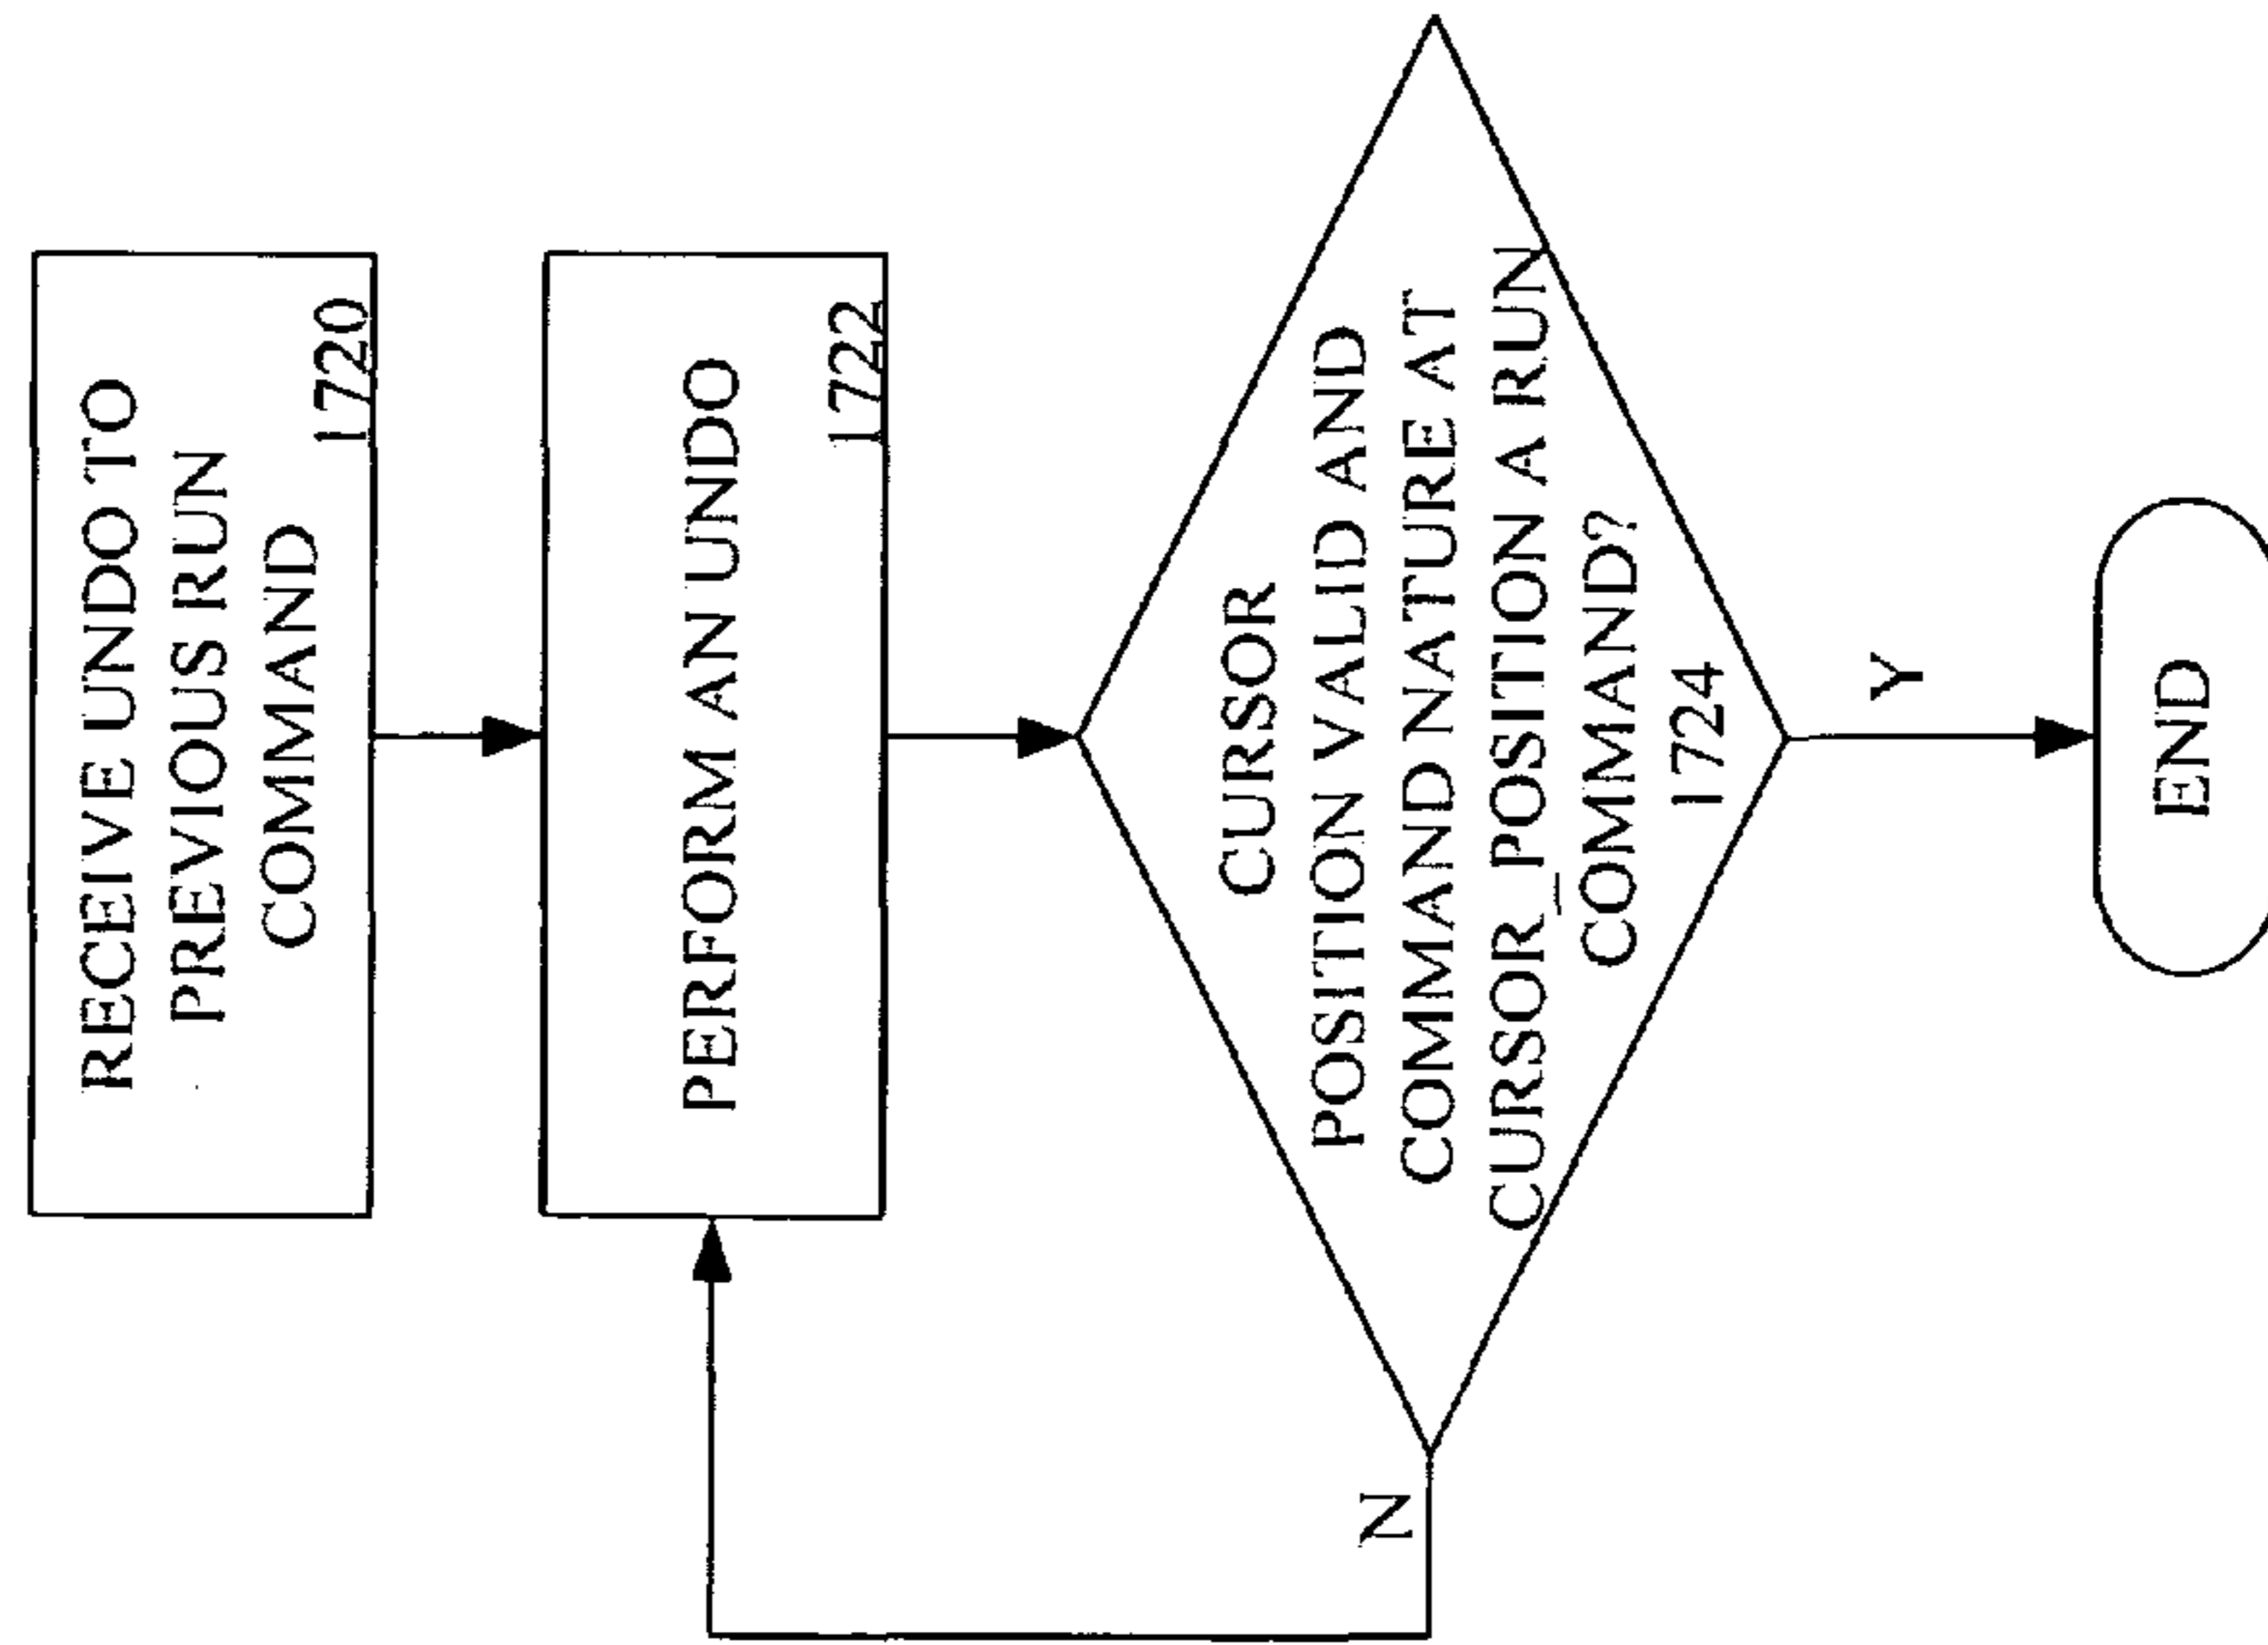 RECEIVE UNDO TO
PREVIOUS RUN
COMMAND
1720
PERFORM AN UNDO
1722
CURSOR
POSITION VALID AND
COMMAND NATURE AT
CURSOR_POSITION A RUN
COMMAND?
1724
N
Y
END